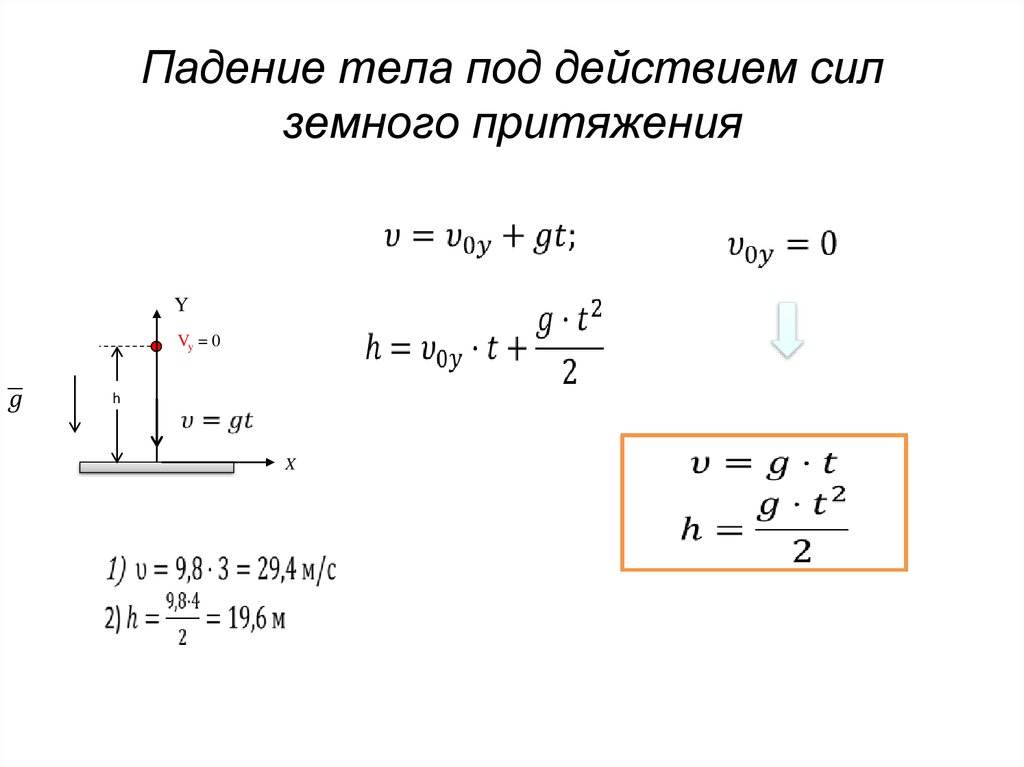 Падение тела под действием сил
земного притяжения
υ = υ₀y + gt;
υ₀y = 0
h = υ₀y · t + g · t² / 2
Y
Vy = 0
g̅
h
υ = gt
X
υ = g · t
h = g · t² / 2
1) υ = 9,8 · 3 = 29,4 м/с
2) h = 9,8·4 / 2 = 19,6 м